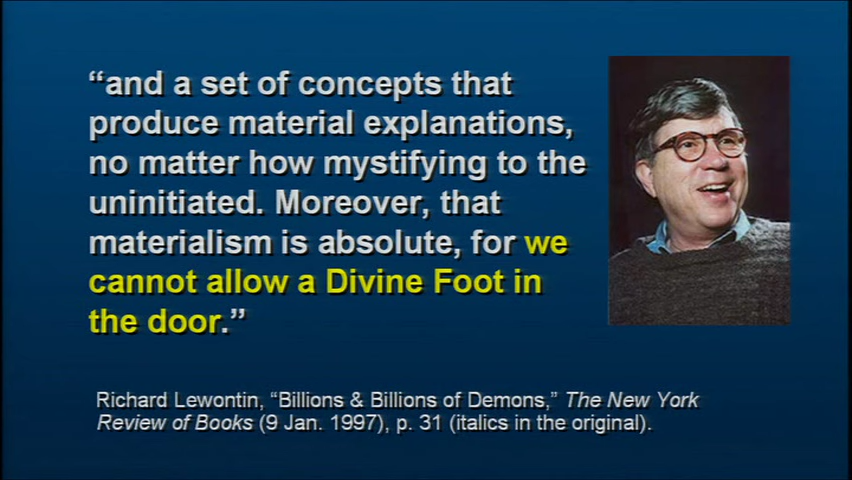 “and a set of concepts that
produce material explanations,
no matter how mystifying to the
uninitiated. Moreover, that
materialism is absolute, for we
cannot allow a Divine Foot in
the door.”
Richard Lewontin, “Billions & Billions of Demons,” The New York
Review of Books (9 Jan. 1997), p. 31 (italics in the original).